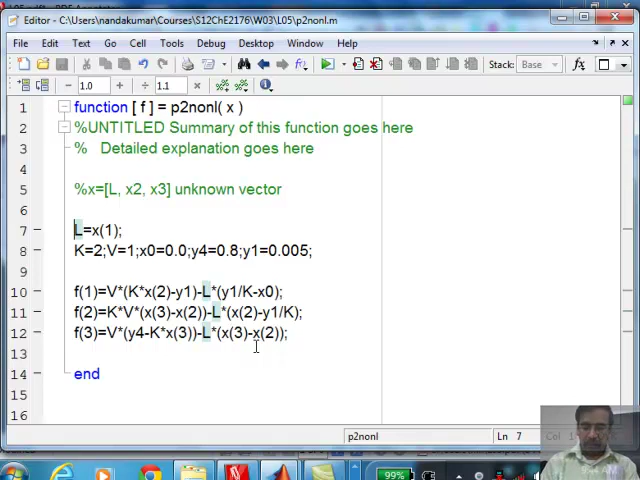 Editor - C:\Users\nandakumar\Courses\S12ChE2176\W03\L05\p2nonl.m
File Edit Text Go Cell Tools Debug Desktop Window Help
Stack: Base fx
1.0 1.1
1 function [ f ] = p2nonl( x )
2 %UNTITLED Summary of this function goes here
3 % Detailed explanation goes here
4
5 %x=[L, x2, x3] unknown vector
6
7 L=x(1);
8 K=2;V=1;x0=0.0;y4=0.8;y1=0.005;
9
10 f(1)=V*(K*x(2)-y1)-L*(y1/K-x0);
11 f(2)=K*V*(x(3)-x(2))-L*(x(2)-y1/K);
12 f(3)=V*(y4-K*x(3))-L*(x(3)-x(2));
13
14 end
15
16
p2nonl Ln 7
99%